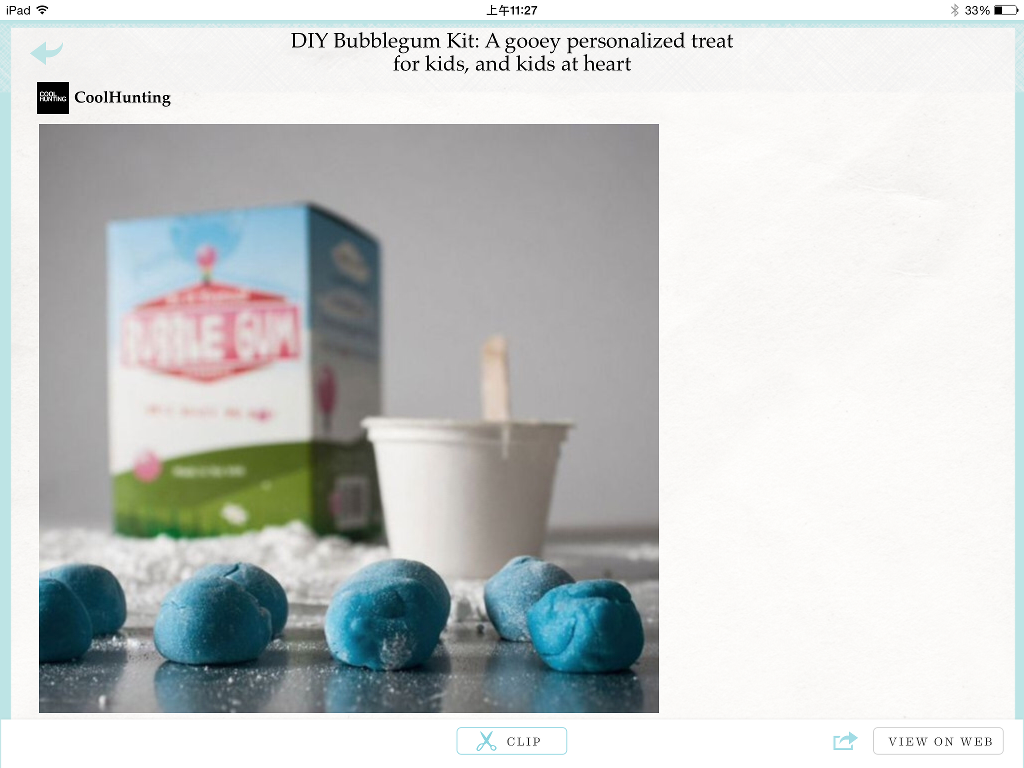 iPad
上午11:27
33%
DIY Bubblegum Kit: A gooey personalized treat
for kids, and kids at heart
COOL
HUNTING
CoolHunting
BUBBLE GUM
CLIP
VIEW ON WEB